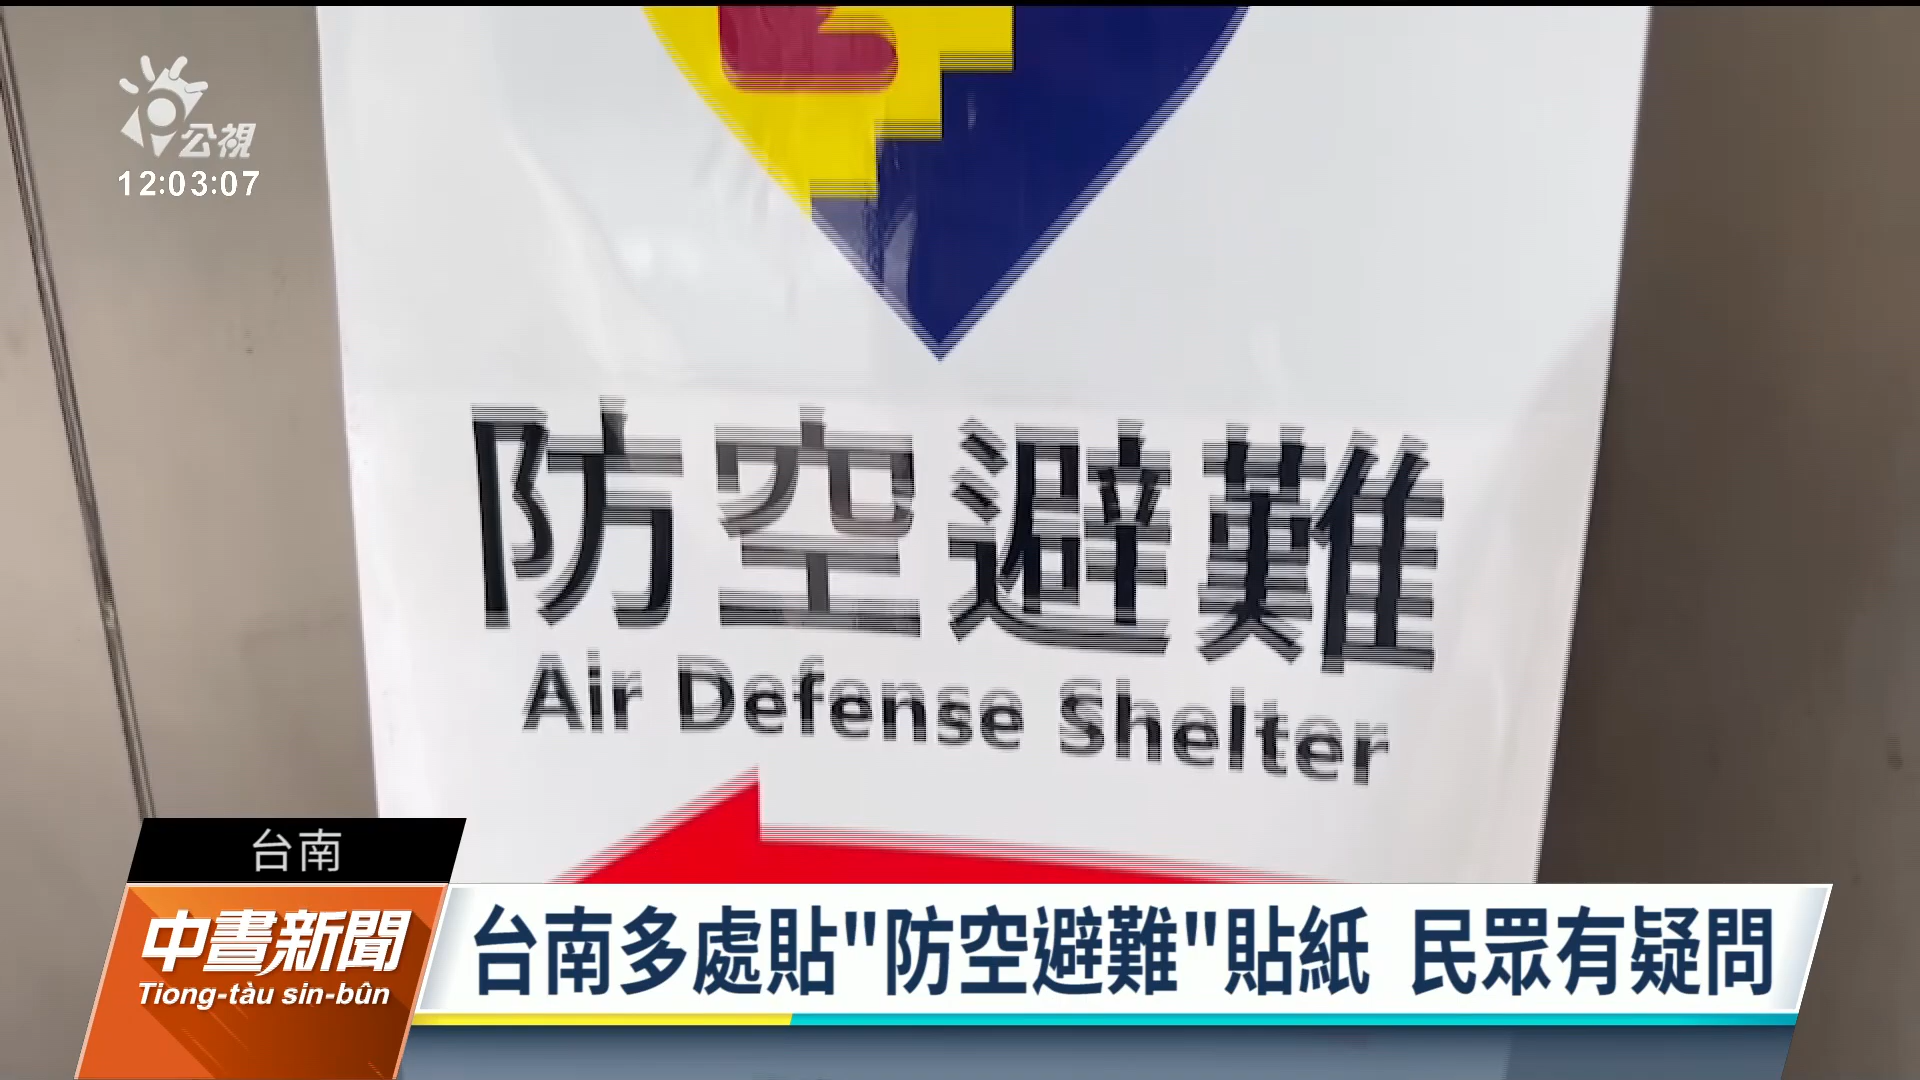 公視
12:03:07
防空避難
Air Defense Shelter
台南
中晝新聞
Tiong-tàu sin-bûn
台南多處貼"防空避難"貼紙 民眾有疑問